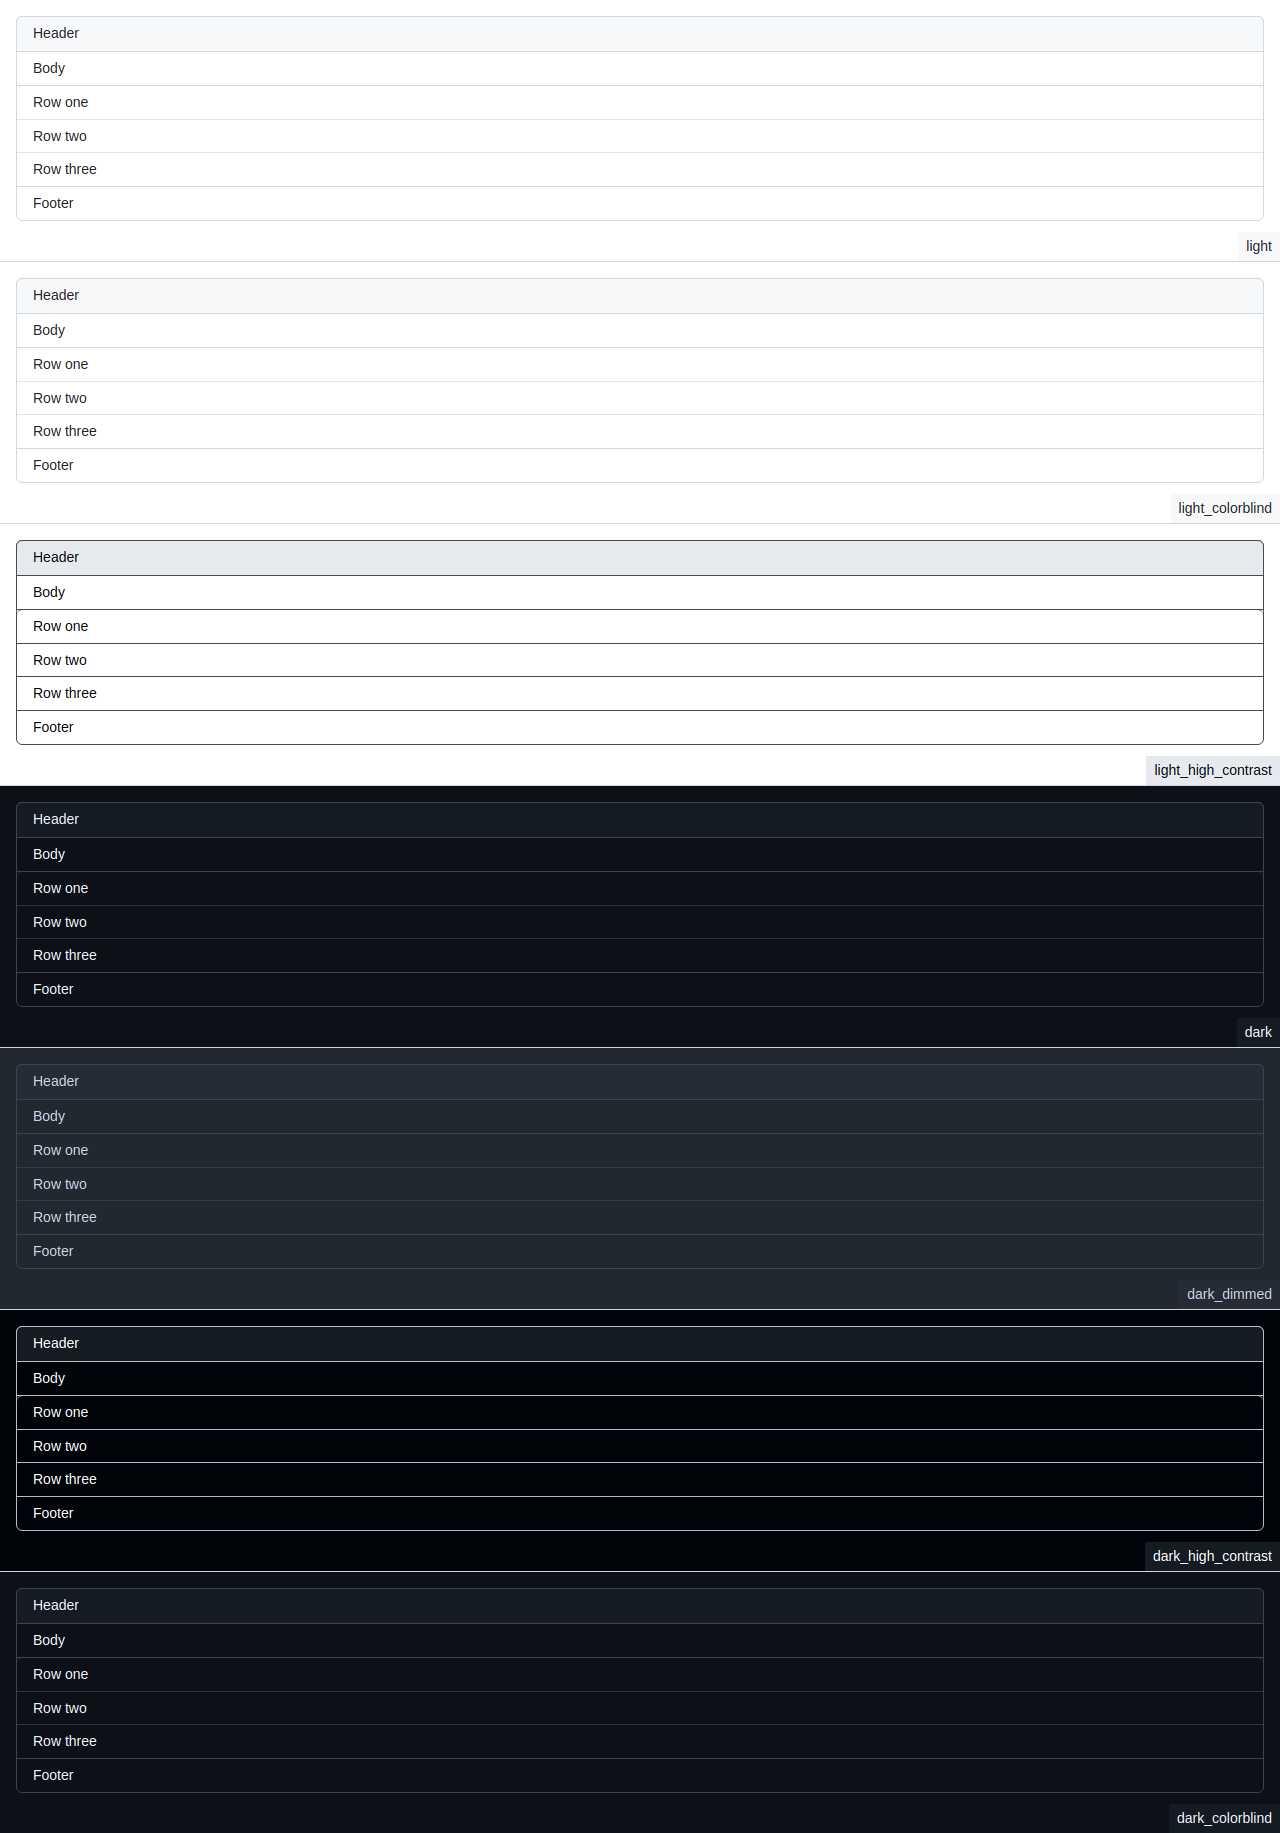 Header
Body
Row one
Row two
Row three
Footer
light
Header
Body
Row one
Row two
Row three
Footer
light_colorblind
Header
Body
Row one
Row two
Row three
Footer
light_high_contrast
Header
Body
Row one
Row two
Row three
Footer
dark
Header
Body
Row one
Row two
Row three
Footer
dark_dimmed
Header
Body
Row one
Row two
Row three
Footer
dark_high_contrast
Header
Body
Row one
Row two
Row three
Footer
dark_colorblind